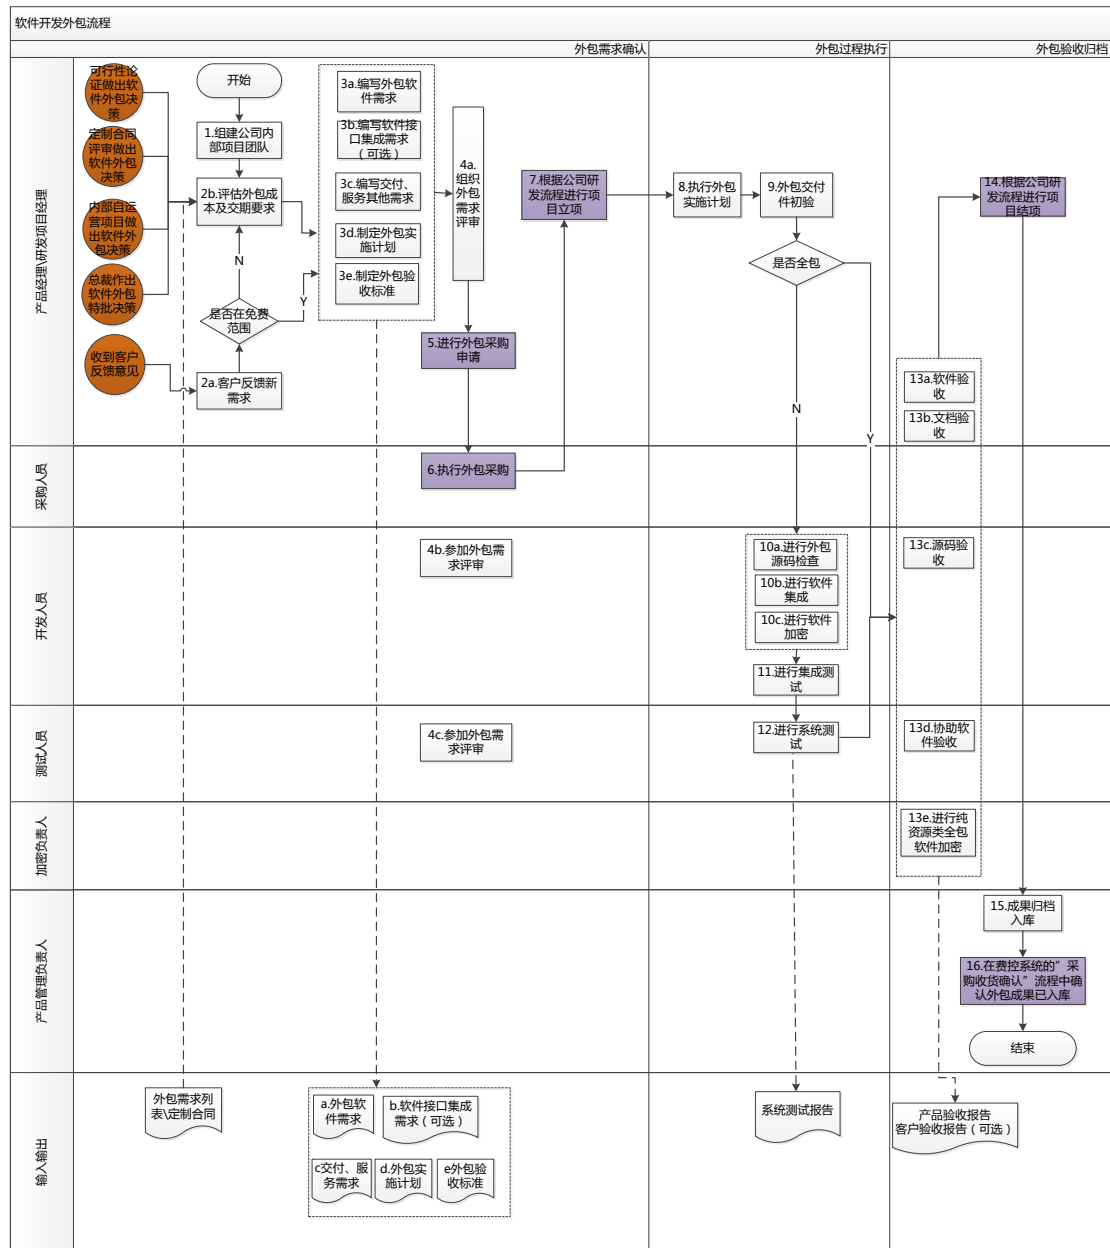 软件开发外包流程
外包需求确认
外包过程执行
外包验收归档
产品经理\研发项目经理
可行性论
证做出软
件外包决
策
定制合同
评审做出
软件外包
决策
内部自运
营项目做
出软件外
包决策
总裁作出
软件外包
特批决策
收到客户
反馈意见
开始
1.组建公司内
部项目团队
2b.评估外包成
本及交期要求
N
是否在免费
范围
Y
2a.客户反馈新
需求
3a.编写外包软
件需求
3b.编写软件接
口集成需求
（可选）
3c.编写交付、
服务其他需求
3d.制定外包实
施计划
3e.制定外包验
收标准
4a.
组织
外包
需求
评审
5.进行外包采购
申请
7.根据公司研
发流程进行项
目立项
8.执行外包
实施计划
9.外包交付
件初验
是否全包
N
Y
14.根据公司研
发流程进行项
目结项
13a.软件验
收
13b.文档验
收
采购人员
6.执行外包采购
开发人员
4b.参加外包需
求评审
10a.进行外包
源码检查
10b.进行软件
集成
10c.进行软件
加密
11.进行集成测
试
13c.源码验
收
测试人员
4c.参加外包需
求评审
12.进行系统测
试
13d.协助软
件验收
加密负责人
13e.进行纯
资源类全包
软件加密
产品管理负责人
15.成果归档
入库
16.在费控系统的”采
购收货确认”流程中确
认外包成果已入库
结束
输入输出
外包需求列
表\定制合同
a.外包软
件需求
b.软件接口集成
需求（可选）
c交付、服
务需求
d.外包实
施计划
e外包验
收标准
系统测试报告
产品验收报告
客户验收报告（可选）